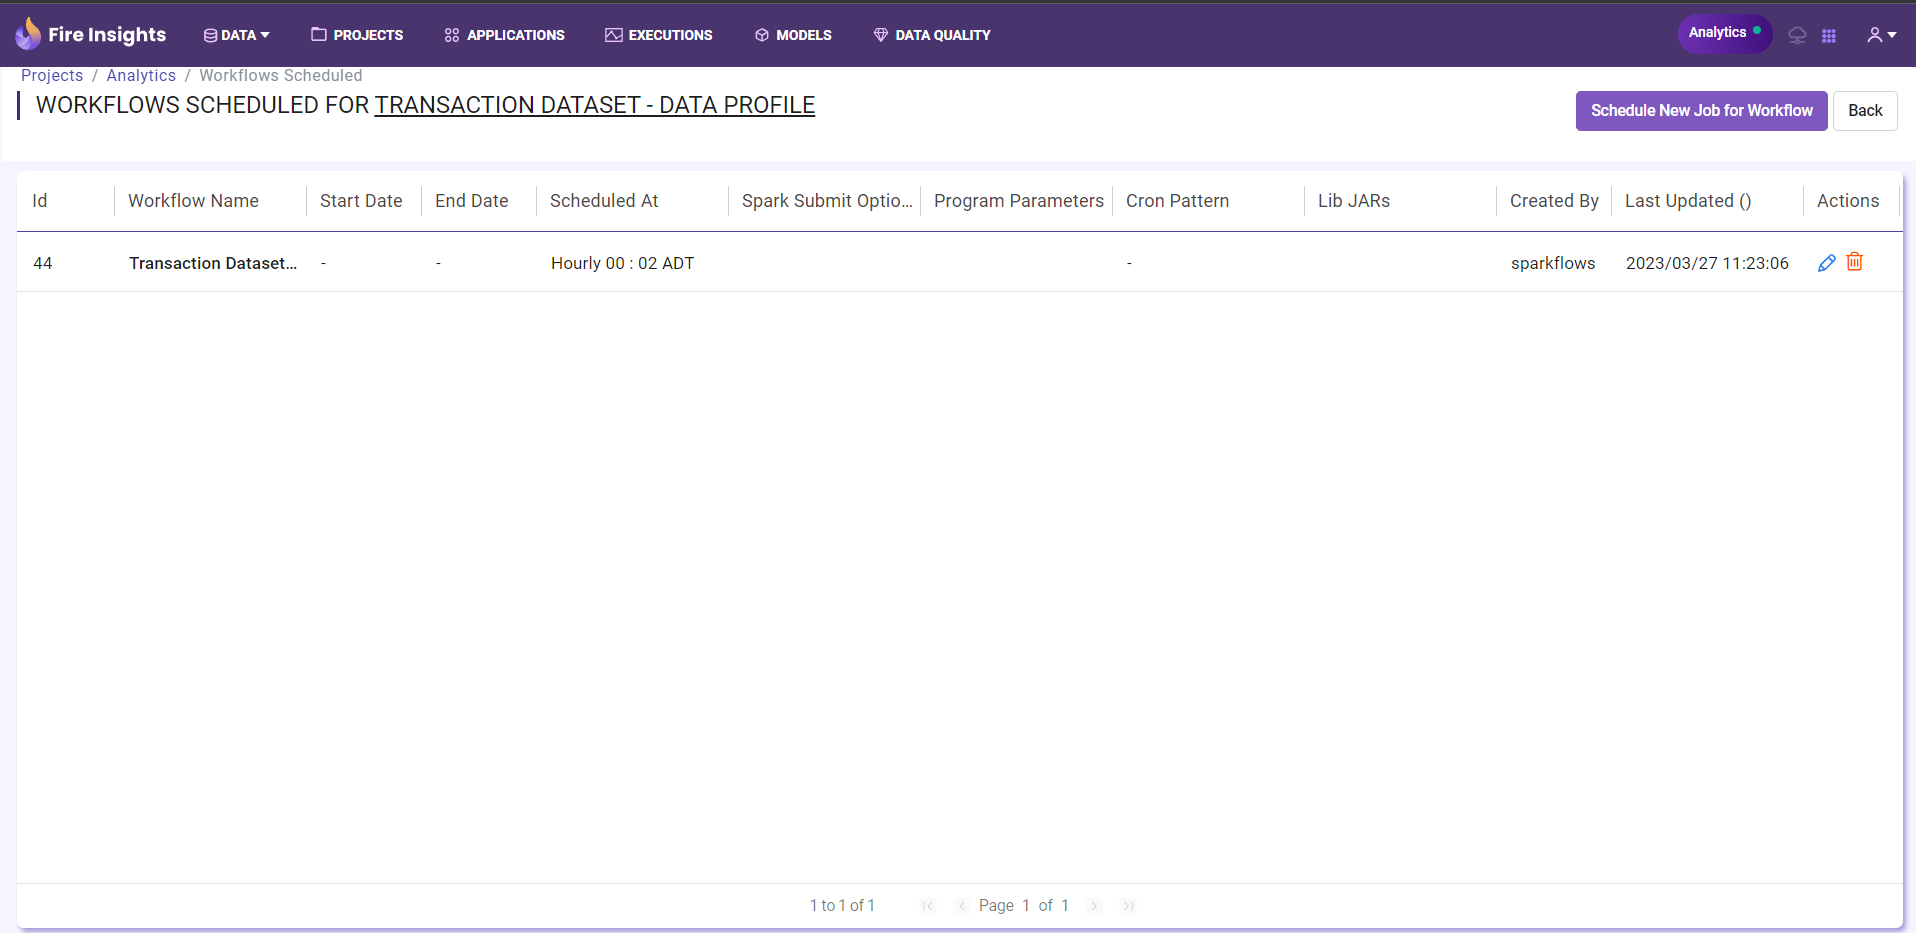 Fire Insights DATA PROJECTS APPLICATIONS EXECUTIONS MODELS DATA QUALITY Analytics
Projects / Analytics / Workflows Scheduled
WORKFLOWS SCHEDULED FOR TRANSACTION DATASET - DATA PROFILE
Schedule New Job for Workflow Back
Id Workflow Name Start Date End Date Scheduled At Spark Submit Optio... Program Parameters Cron Pattern Lib JARs Created By Last Updated () Actions
44 Transaction Dataset... - - Hourly 00 : 02 ADT - sparkflows 2023/03/27 11:23:06
1 to 1 of 1 Page 1 of 1